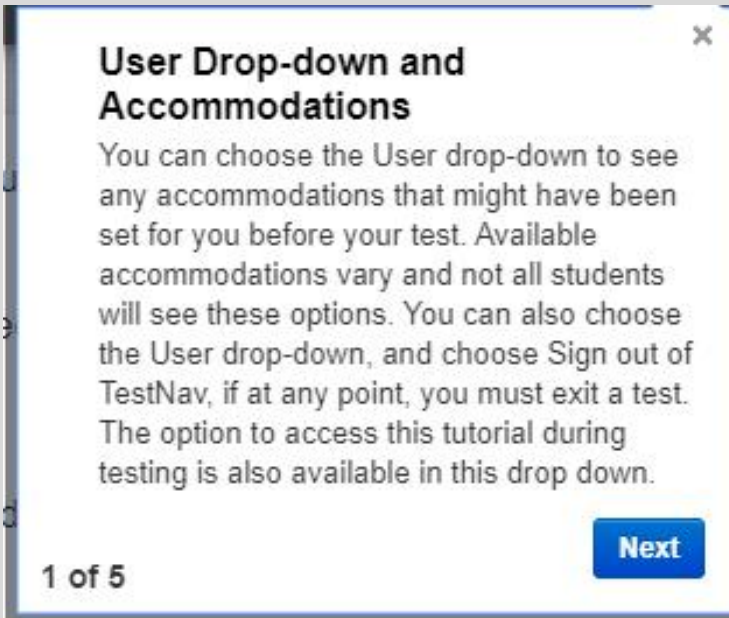 User Drop-down and
Accommodations
You can choose the User drop-down to see
any accommodations that might have been
set for you before your test. Available
accommodations vary and not all students
will see these options. You can also choose
the User drop-down, and choose Sign out of
TestNav, if at any point, you must exit a test.
The option to access this tutorial during
testing is also available in this drop down.
Next
1 of 5